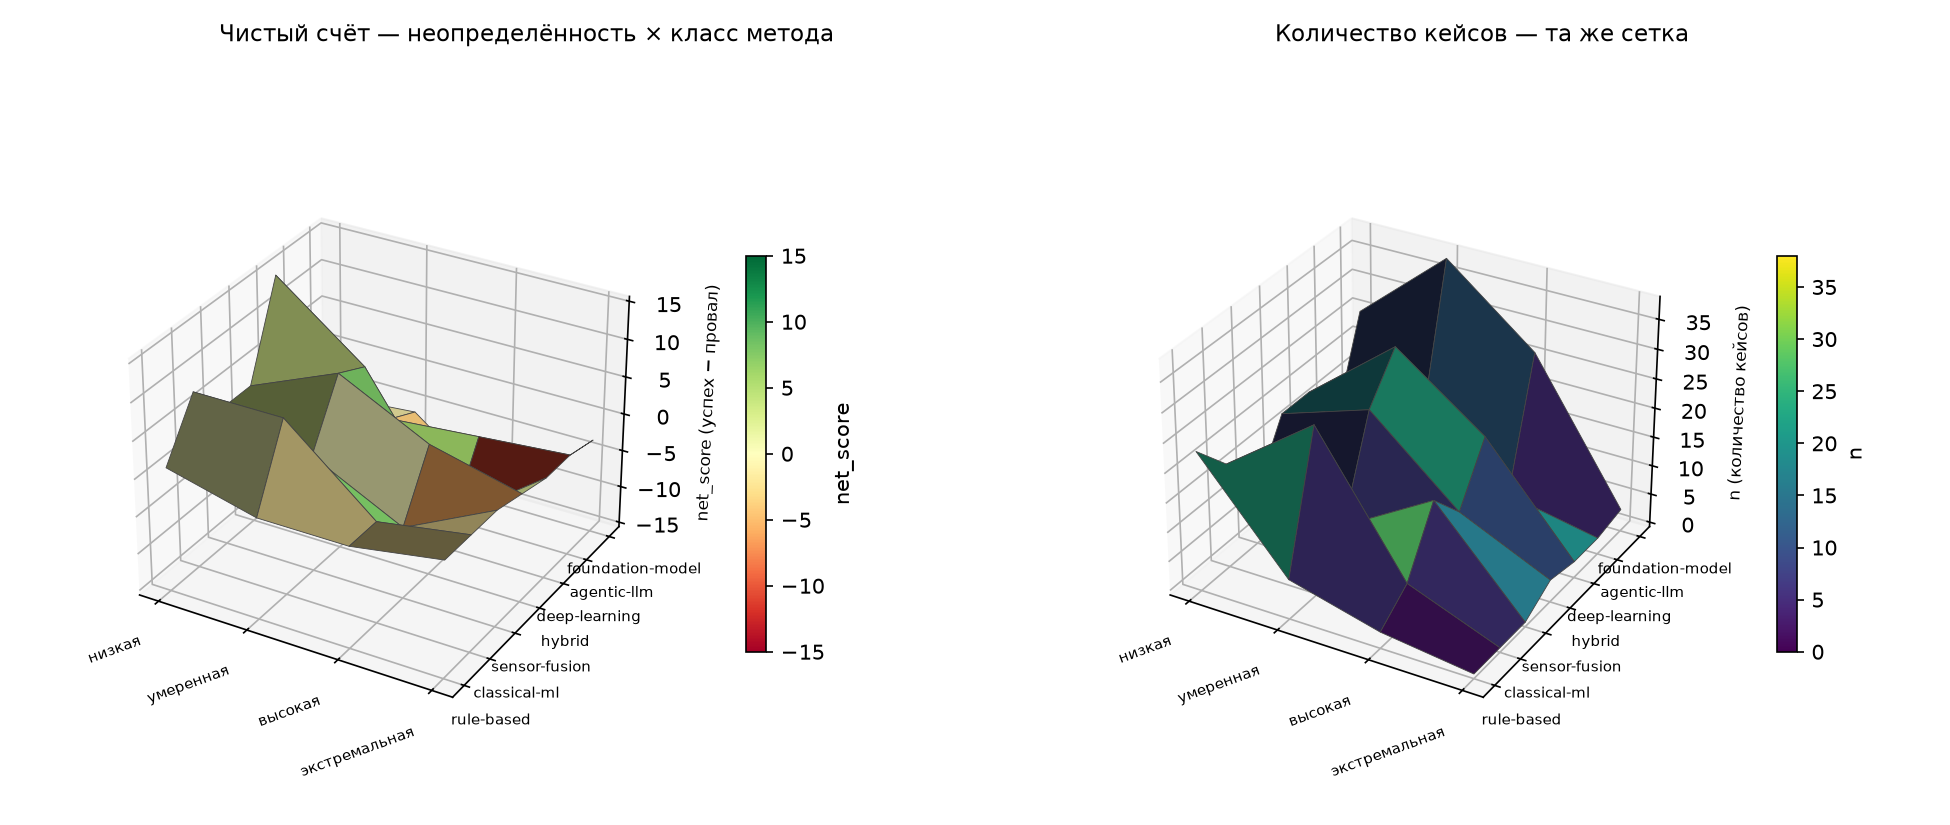 Чистый счёт — неопределённость × класс метода
15
10
5
0
−5
−10
−15
net_score (успех − провал)
низкая
умеренная
высокая
экстремальная
foundation-model
agentic-llm
deep-learning
hybrid
sensor-fusion
classical-ml
rule-based
15
10
5
0
−5
−10
−15
net_score
Количество кейсов — та же сетка
35
30
25
20
15
10
5
0
n (количество кейсов)
низкая
умеренная
высокая
экстремальная
foundation-model
agentic-llm
deep-learning
hybrid
sensor-fusion
classical-ml
rule-based
35
30
25
20
15
10
5
0
n